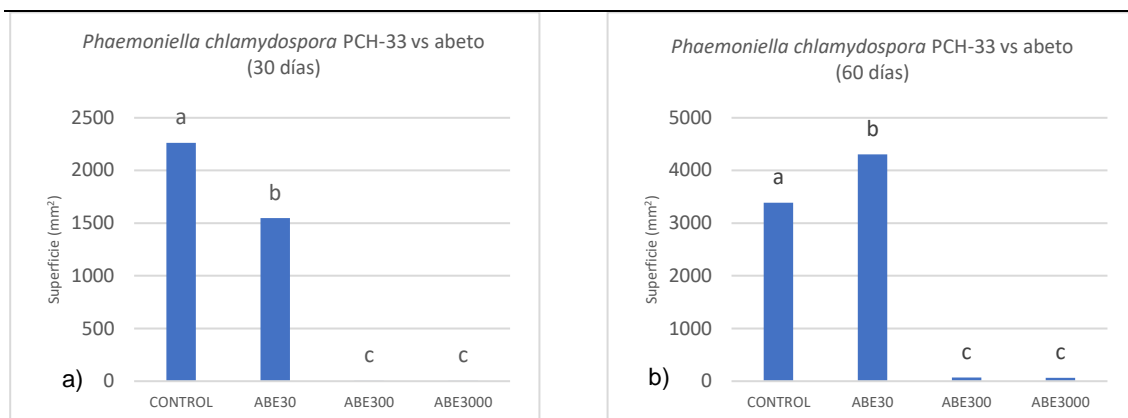 Phaemoniella chlamydospora PCH-33 vs abeto
(30 días)
2500
2000
1500
1000
500
0
Superficie (mm²)
a
b
c
c
a)
CONTROL ABE30 ABE300 ABE3000
Phaemoniella chlamydospora PCH-33 vs abeto
(60 días)
5000
4000
3000
2000
1000
0
Superficie (mm²)
a
b
c
c
b)
CONTROL ABE30 ABE300 ABE3000